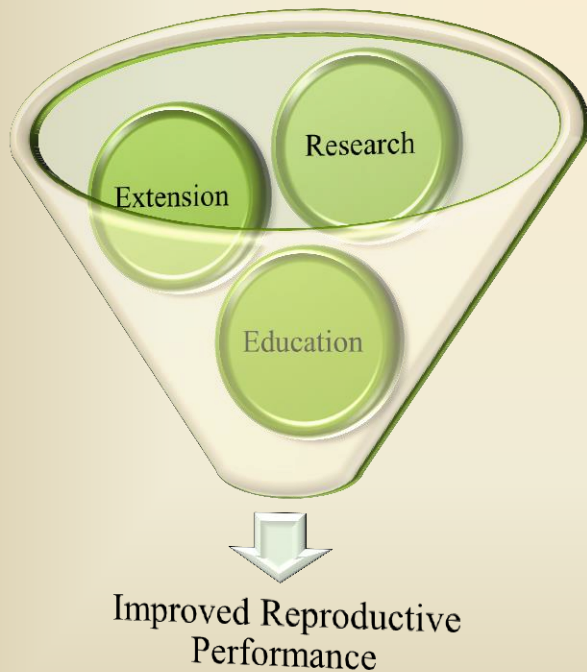 Research
Extension
Education
Improved Reproductive
Performance